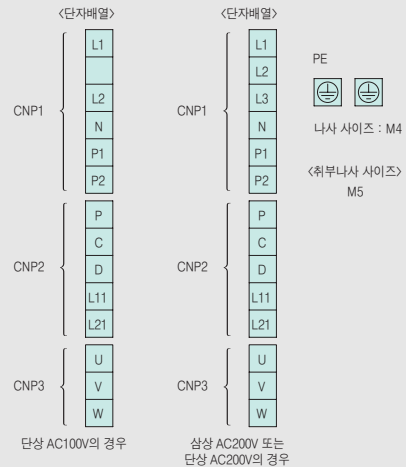 〈단자배열〉
CNP1
L1
L2
N
P1
P2
CNP2
P
C
D
L11
L21
CNP3
U
V
W
단상 AC100V의 경우
〈단자배열〉
CNP1
L1
L2
L3
N
P1
P2
CNP2
P
C
D
L11
L21
CNP3
U
V
W
삼상 AC200V 또는
단상 AC200V의 경우
PE
나사 사이즈 : M4
〈취부나사 사이즈〉
M5